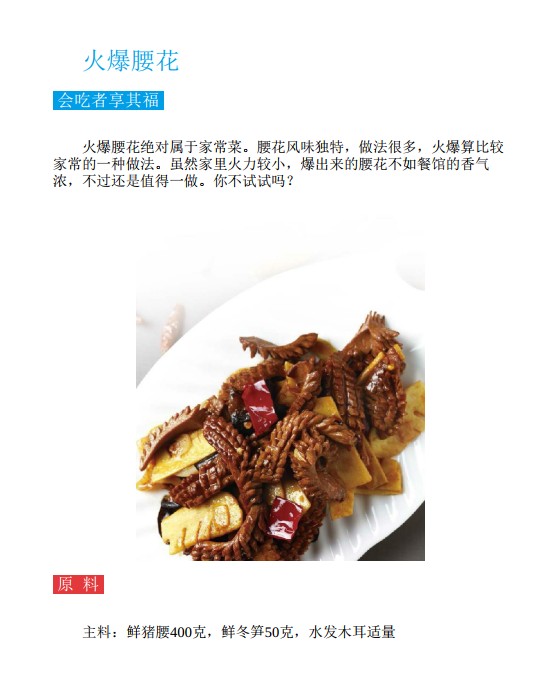 火爆腰花
会吃者享其福
火爆腰花绝对属于家常菜。腰花风味独特，做法很多，火爆算比较
家常的一种做法。虽然家里火力较小，爆出来的腰花不如餐馆的香气
浓，不过还是值得一做。你不试试吗？
原 料
主料：鲜猪腰400克，鲜冬笋50克，水发木耳适量